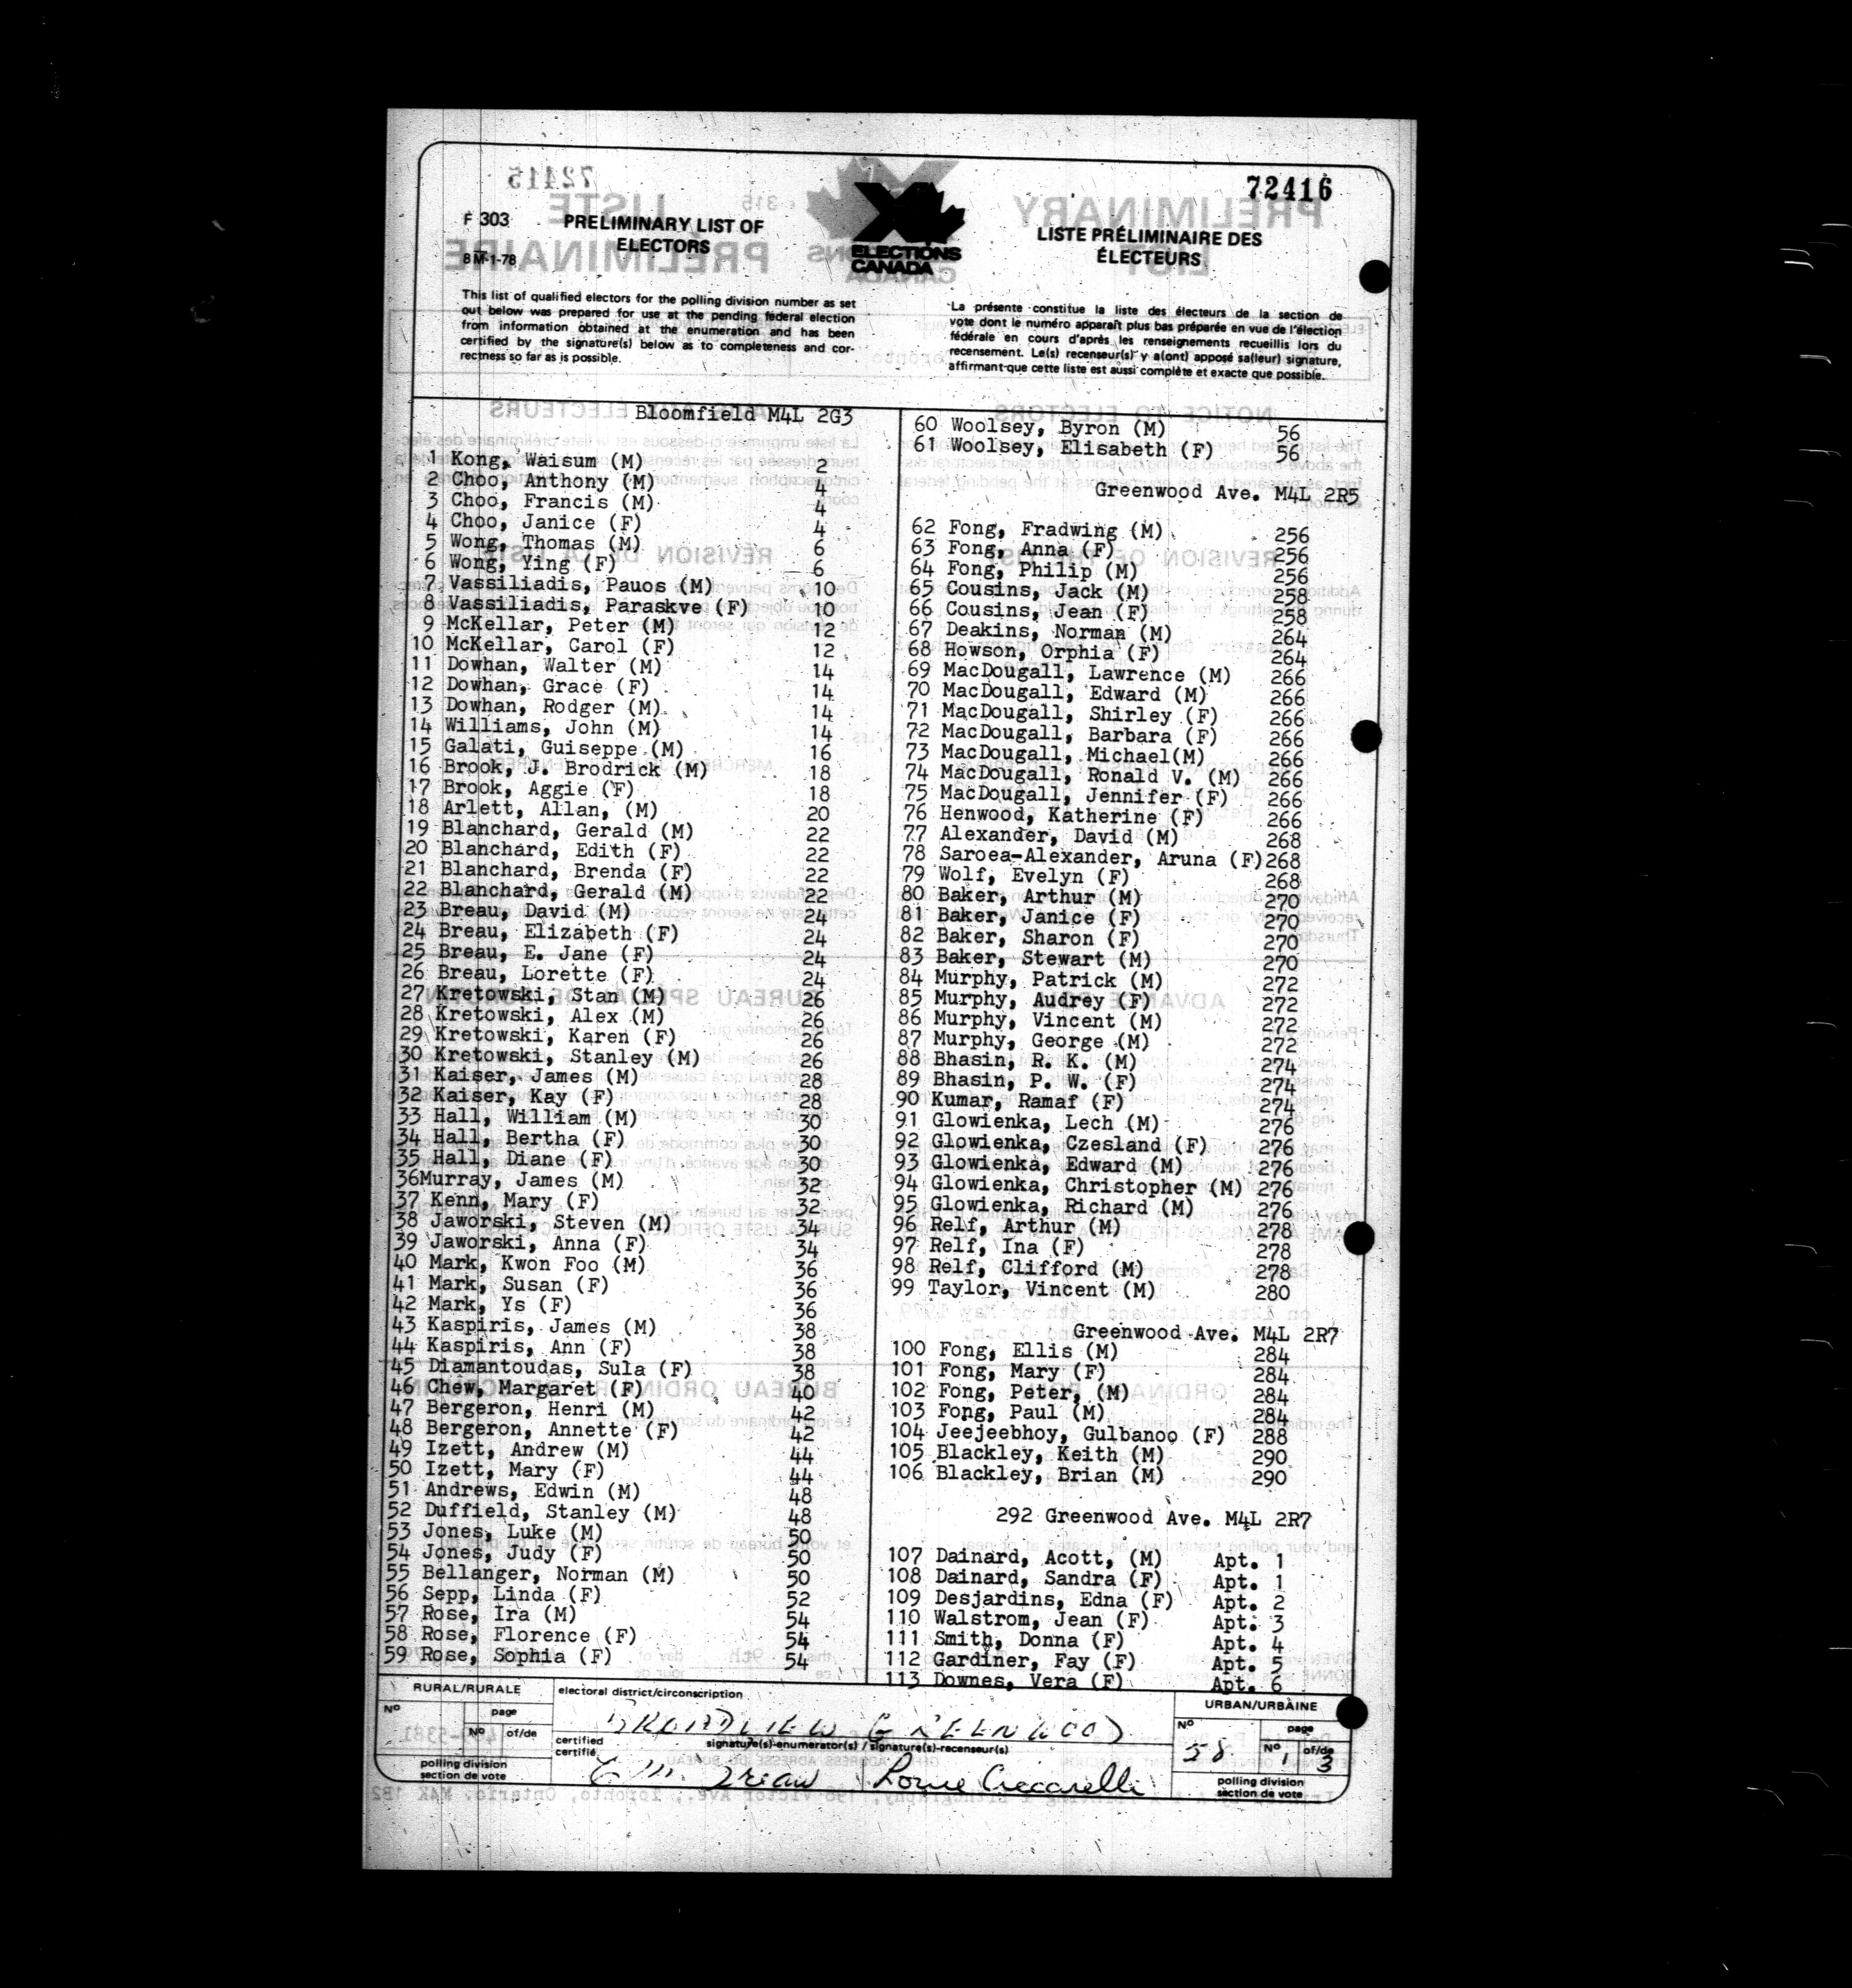 72416
F 303
PRELIMINARY LIST OF
ELECTORS
8 M-1-78
ELECTIONS
CANADA
LISTE PRÉLIMINAIRE DES
ÉLECTEURS
This list of qualified electors for the polling division number as set
out below was prepared for use at the pending federal election
from information obtained at the enumeration and has been
certified by the signature(s) below as to completeness and cor-
rectness so far as is possible.
La présente constitue la liste des électeurs de la section de
vote dont le numéro apparaît plus bas préparée en vue de l'élection
fédérale en cours d'après les renseignements recueillis lors du
recensement. Le(s) recenseur(s) y a(ont) apposé sa(leur) signature,
affirmant que cette liste est aussi complète et exacte que possible.
Bloomfield M4L 2G3
1 Kong, Waisum (M) 2
2 Choo, Anthony (M) 4
3 Choo, Francis (M) 4
4 Choo, Janice (F) 4
5 Wong, Thomas (M) 6
6 Wong, Ying (F) 6
7 Vassiliadis, Pauos (M) 10
8 Vassiliadis, Paraskve (F) 10
9 McKellar, Peter (M) 12
10 McKellar, Carol (F) 12
11 Dowhan, Walter (M) 14
12 Dowhan, Grace (F) 14
13 Dowhan, Rodger (M) 14
14 Williams, John (M) 14
15 Galati, Guiseppe (M) 16
16 Brook, J. Brodrick (M) 18
17 Brook, Aggie (F) 18
18 Arlett, Allan, (M) 20
19 Blanchard, Gerald (M) 22
20 Blanchard, Edith (F) 22
21 Blanchard, Brenda (F) 22
22 Blanchard, Gerald (M) 22
23 Breau, David (M) 24
24 Breau, Elizabeth (F) 24
25 Breau, E. Jane (F) 24
26 Breau, Lorette (F) 24
27 Kretowski, Stan (M) 26
28 Kretowski, Alex (M) 26
29 Kretowski, Karen (F) 26
30 Kretowski, Stanley (M) 26
31 Kaiser, James (M) 28
32 Kaiser, Kay (F) 28
33 Hall, William (M) 30
34 Hall, Bertha (F) 30
35 Hall, Diane (F) 30
36Murray, James (M) 32
37 Kenn, Mary (F) 32
38 Jaworski, Steven (M) 34
39 Jaworski, Anna (F) 34
40 Mark, Kwon Foo (M) 36
41 Mark, Susan (F) 36
42 Mark, Ys (F) 36
43 Kaspiris, James (M) 38
44 Kaspiris, Ann (F) 38
45 Diamantoudas, Sula (F) 38
46 Chew, Margaret (F) 40
47 Bergeron, Henri (M) 42
48 Bergeron, Annette (F) 42
49 Izett, Andrew (M) 44
50 Izett, Mary (F) 44
51 Andrews, Edwin (M) 48
52 Duffield, Stanley (M) 48
53 Jones, Luke (M) 50
54 Jones, Judy (F) 50
55 Bellanger, Norman (M) 50
56 Sepp, Linda (F) 52
57 Rose, Ira (M) 54
58 Rose, Florence (F) 54
59 Rose, Sophia (F) 54
60 Woolsey, Byron (M) 56
61 Woolsey, Elisabeth (F) 56
Greenwood Ave. M4L 2R5
62 Fong, Fradwing (M) 256
63 Fong, Anna (F) 256
64 Fong, Philip (M) 256
65 Cousins, Jack (M) 258
66 Cousins, Jean (F) 258
67 Deakins, Norman (M) 264
68 Howson, Orphia (F) 264
69 MacDougall, Lawrence (M) 266
70 MacDougall, Edward (M) 266
71 MacDougall, Shirley (F) 266
72 MacDougall, Barbara (F) 266
73 MacDougall, Michael(M) 266
74 MacDougall, Ronald V. (M) 266
75 MacDougall, Jennifer (F) 266
76 Henwood, Katherine (F) 266
77 Alexander, David (M) 268
78 Saroea-Alexander, Aruna (F)268
79 Wolf, Evelyn (F) 268
80 Baker, Arthur (M) 270
81 Baker, Janice (F) 270
82 Baker, Sharon (F) 270
83 Baker, Stewart (M) 270
84 Murphy, Patrick (M) 272
85 Murphy, Audrey (F) 272
86 Murphy, Vincent (M) 272
87 Murphy, George (M) 272
88 Bhasin, R. K. (M) 274
89 Bhasin, P. W. (F) 274
90 Kumar, Ramaf (F) 274
91 Glowienka, Lech (M) 276
92 Glowienka, Czesland (F) 276
93 Glowienka, Edward (M) 276
94 Glowienka, Christopher (M) 276
95 Glowienka, Richard (M) 276
96 Relf, Arthur (M) 278
97 Relf, Ina (F) 278
98 Relf, Clifford (M) 278
99 Taylor, Vincent (M) 280
Greenwood Ave. M4L 2R7
100 Fong, Ellis (M) 284
101 Fong, Mary (F) 284
102 Fong, Peter, (M) 284
103 Fong, Paul (M) 284
104 Jeejeebhoy, Gulbanoo (F) 288
105 Blackley, Keith (M) 290
106 Blackley, Brian (M) 290
292 Greenwood Ave. M4L 2R7
107 Dainard, Acott, (M) Apt. 1
108 Dainard, Sandra (F) Apt. 1
109 Desjardins, Edna (F) Apt. 2
110 Walstrom, Jean (F) Apt. 3
111 Smith, Donna (F) Apt. 4
112 Gardiner, Fay (F) Apt. 5
113 Downes, Vera (F) Apt. 6
RURAL/RURALE
No
page
No of/de
polling division
section de vote
electoral district/circonscription
BROADVIEW GREENWOOD
certified
certifié
signature(s)-enumerator(s) / signature(s)-recenseur(s)
URBAN/URBAINE
No
58
page
No of/de
1 3
polling division
section de vote